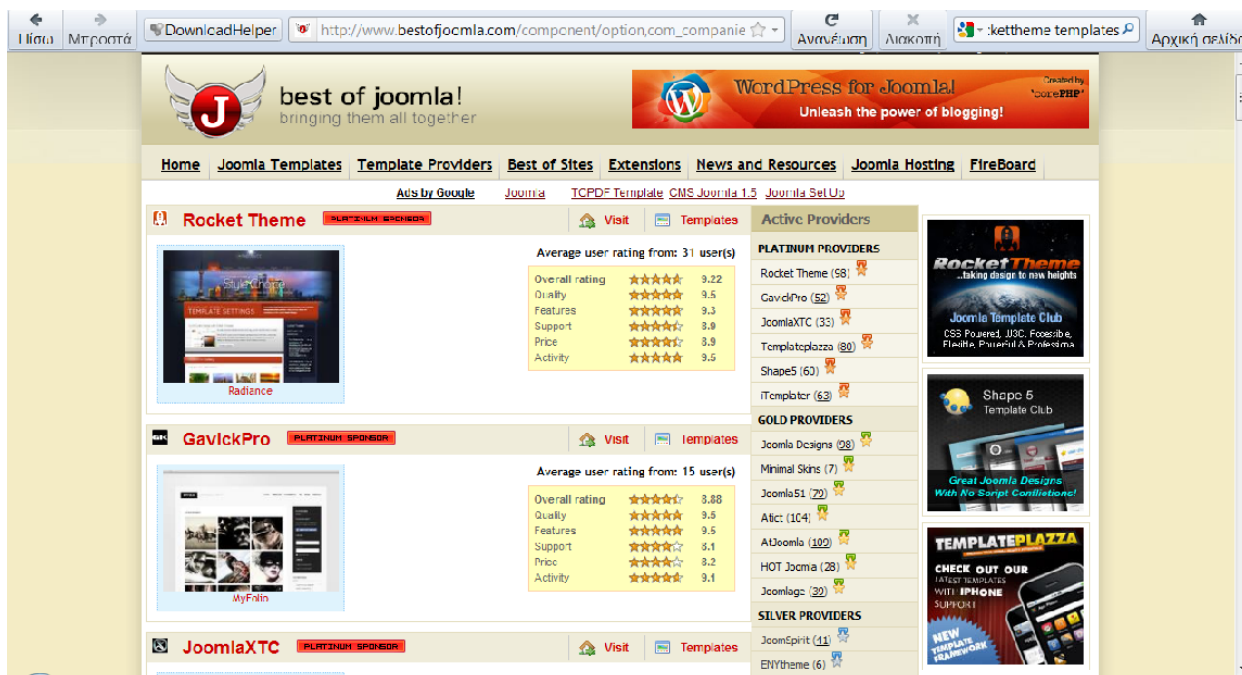 Πίσω Μπροστά DownloadHelper http://www.bestofjoomla.com/component/option,com_companie Ανανέωση Διακοπή :kettheme templates Αρχική σελίδα
best of joomla!
bringing them all together
WordPress for Joomla!
Created by
'corePHP'
Unleash the power of blogging!
Home Joomla Templates Template Providers Best of Sites Extensions News and Resources Joomla Hosting FireBoard
Ads by Google Joomla TCPDF Template CMS Joomla 1.5 Joomla Set Up
Rocket Theme PLATINUM SPONSOR Visit Templates
Average user rating from: 31 user(s)
Overall rating 9.22
Quality 9.5
Features 9.3
Support 8.9
Price 8.9
Activity 9.5
TEMPLATE SETTINGS
Radiance
GavickPro PLATINUM SPONSOR Visit Templates
Average user rating from: 15 user(s)
Overall rating 8.88
Quality 9.5
Features 9.5
Support 8.1
Price 8.2
Activity 9.1
MyFolio
JoomlaXTC PLATINUM SPONSOR Visit Templates
Active Providers
PLATINUM PROVIDERS
Rocket Theme (98)
GavickPro (52)
JoomlaXTC (33)
Templateplazza (80)
Shape5 (60)
iTemplater (63)
GOLD PROVIDERS
Joomla Designs (98)
Minimal Skins (7)
Joomla51 (79)
Atict (104)
AtJoomla (109)
HOT Joomla (28)
Joomlage (39)
SILVER PROVIDERS
JoomSpirit (41)
ENYtheme (6)
RocketTheme
..taking design to new heights
Joomla Template Club
Shape 5
Template Club
Great Joomla Designs
With No Script Conflictions!
TEMPLATEPLAZZA
CHECK OUT OUR
LATEST TEMPLATES
WITH IPHONE
SUPPORT
NEW
TEMPLATE
FRAMEWORK